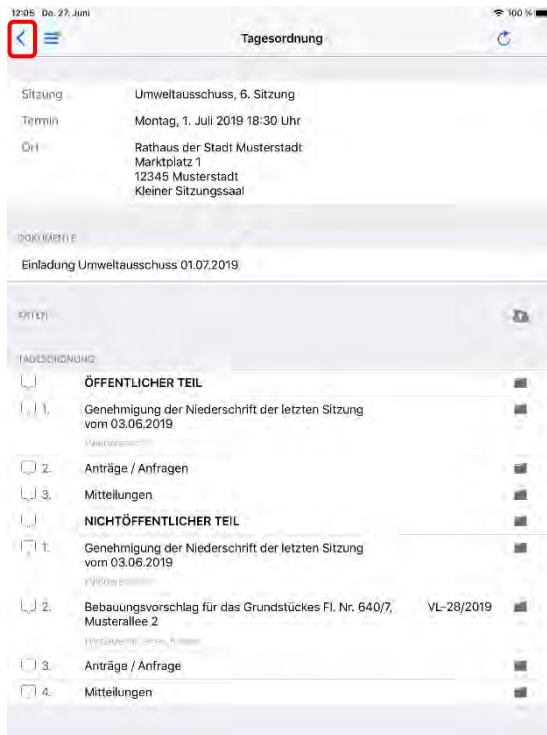 12:05 Do. 27. Juni 100 %
Tagesordnung
Sitzung Umweltausschuss, 6. Sitzung
Termin Montag, 1. Juli 2019 18:30 Uhr
Ort Rathaus der Stadt Musterstadt
Marktplatz 1
12345 Musterstadt
Kleiner Sitzungssaal
DOKUMENTE
Einladung Umweltausschuss 01.07.2019
TAGESORDNUNG
ÖFFENTLICHER TEIL
1. Genehmigung der Niederschrift der letzten Sitzung
vom 03.06.2019
2. Anträge / Anfragen
3. Mitteilungen
NICHTÖFFENTLICHER TEIL
1. Genehmigung der Niederschrift der letzten Sitzung
vom 03.06.2019
2. Bebauungsvorschlag für das Grundstückes Fl. Nr. 640/7, VL-28/2019
Musterallee 2
3. Anträge / Anfrage
4. Mitteilungen